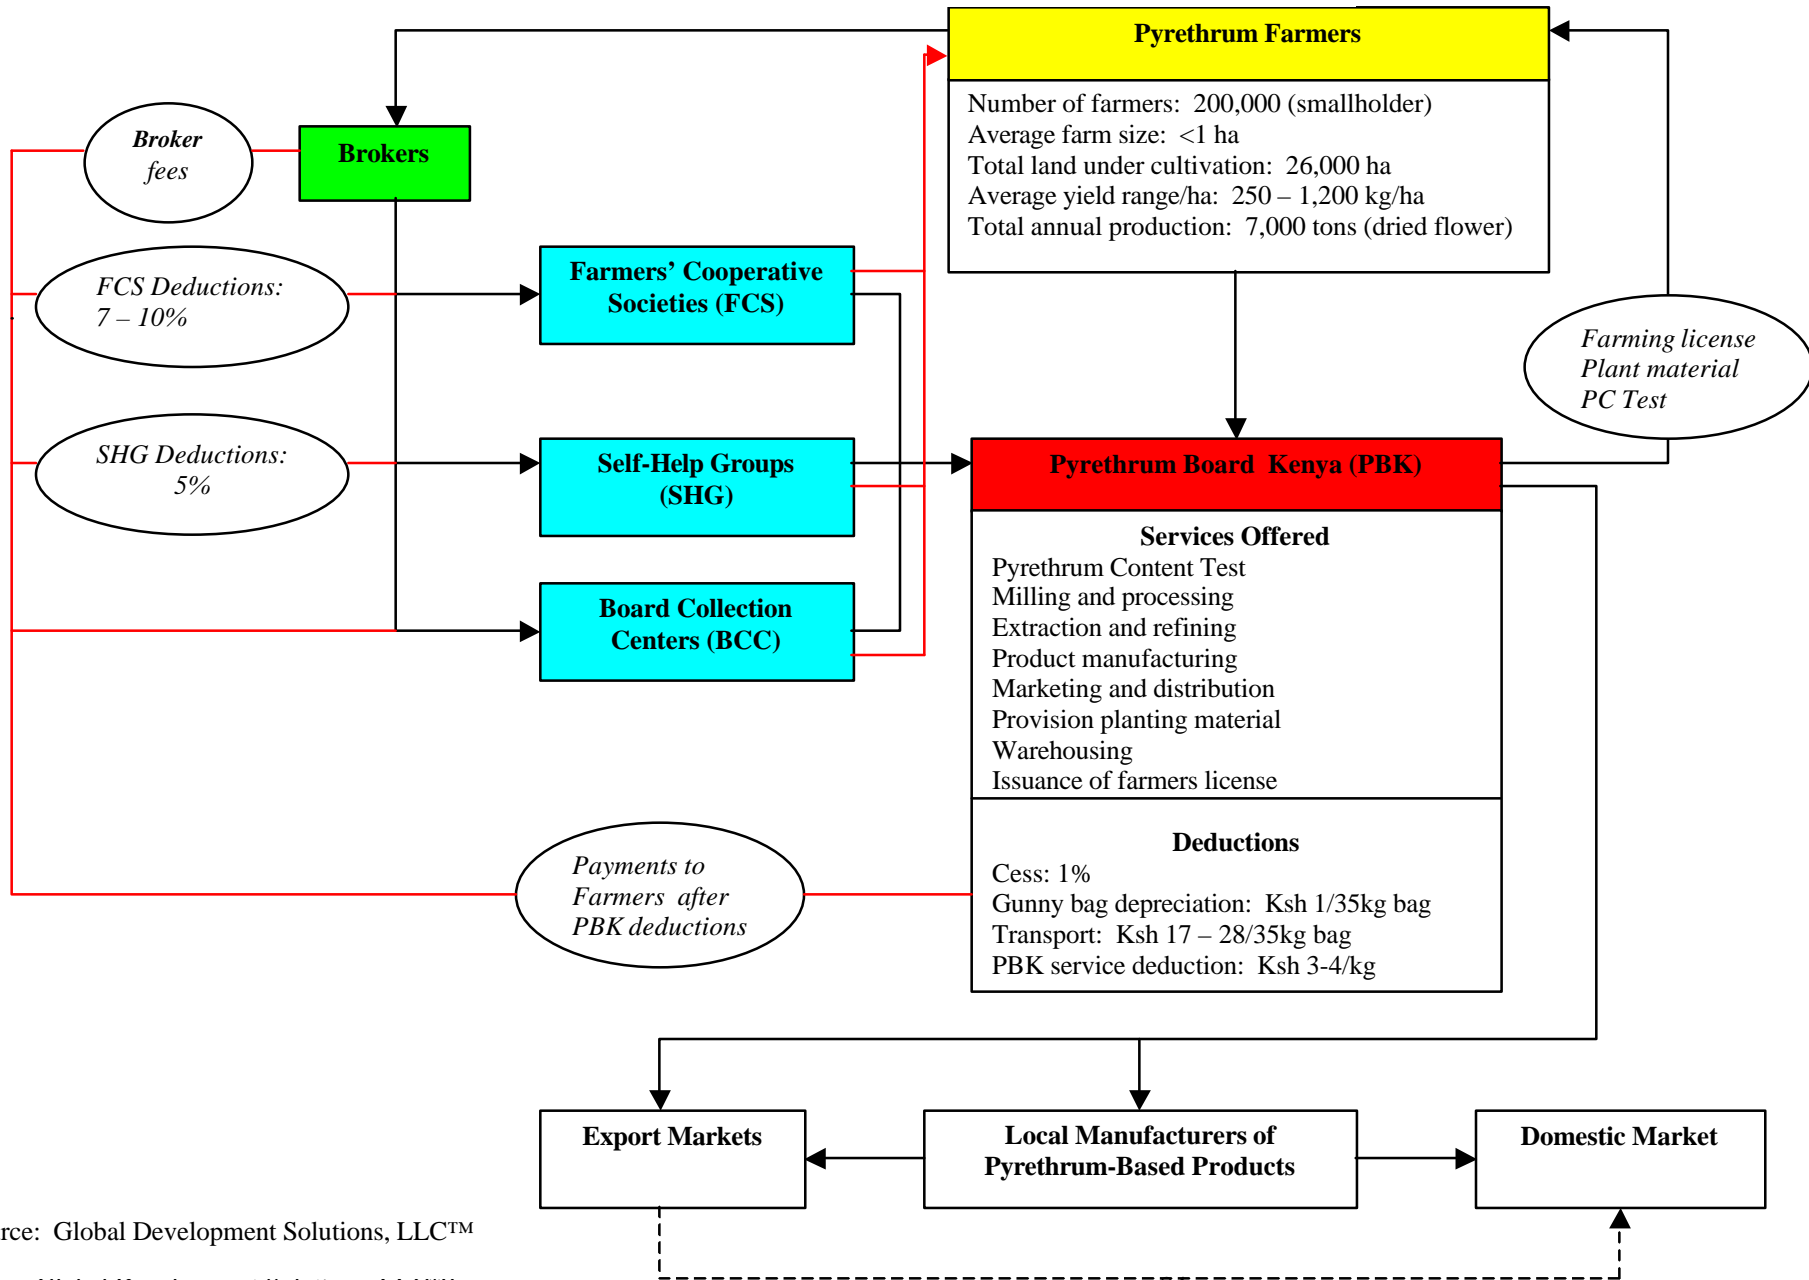 Pyrethrum Farmers
Number of farmers: 200,000 (smallholder)
Average farm size: <1 ha
Total land under cultivation: 26,000 ha
Average yield range/ha: 250 – 1,200 kg/ha
Total annual production: 7,000 tons (dried flower)
Broker
fees
Brokers
FCS Deductions:
7 – 10%
Farmers’ Cooperative
Societies (FCS)
Farming license
Plant material
PC Test
SHG Deductions:
5%
Self-Help Groups
(SHG)
Pyrethrum Board Kenya (PBK)
Services Offered
Pyrethrum Content Test
Milling and processing
Extraction and refining
Product manufacturing
Marketing and distribution
Provision planting material
Warehousing
Issuance of farmers license
Board Collection
Centers (BCC)
Deductions
Cess: 1%
Gunny bag depreciation: Ksh 1/35kg bag
Transport: Ksh 17 – 28/35kg bag
PBK service deduction: Ksh 3-4/kg
Payments to
Farmers after
PBK deductions
Export Markets
Local Manufacturers of
Pyrethrum-Based Products
Domestic Market
rce: Global Development Solutions, LLC™